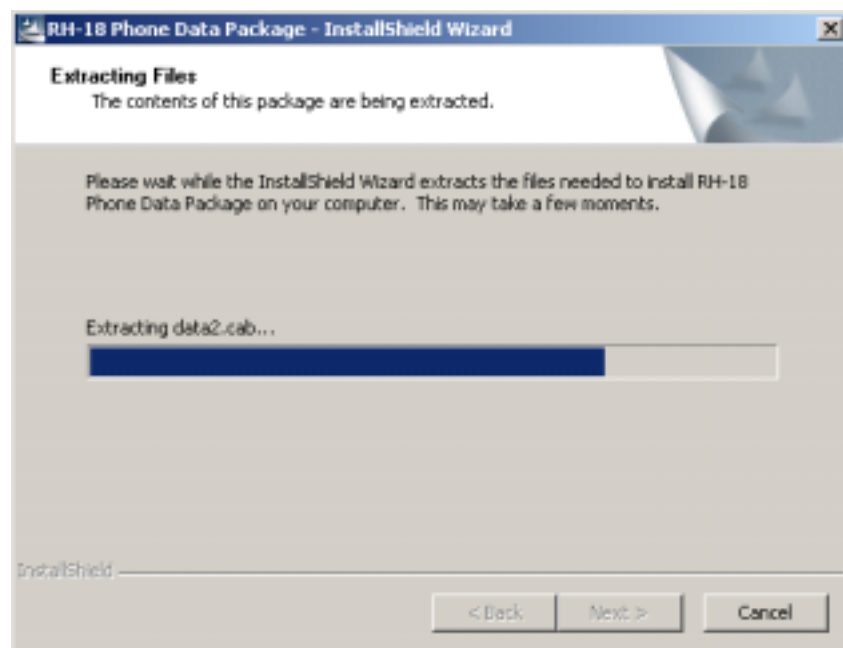 RH-18 Phone Data Package - InstallShield Wizard
Extracting Files
The contents of this package are being extracted.
Please wait while the InstallShield Wizard extracts the files needed to install RH-18
Phone Data Package on your computer. This may take a few moments.
Extracting data2.cab...
InstallShield
< Back
Next >
Cancel